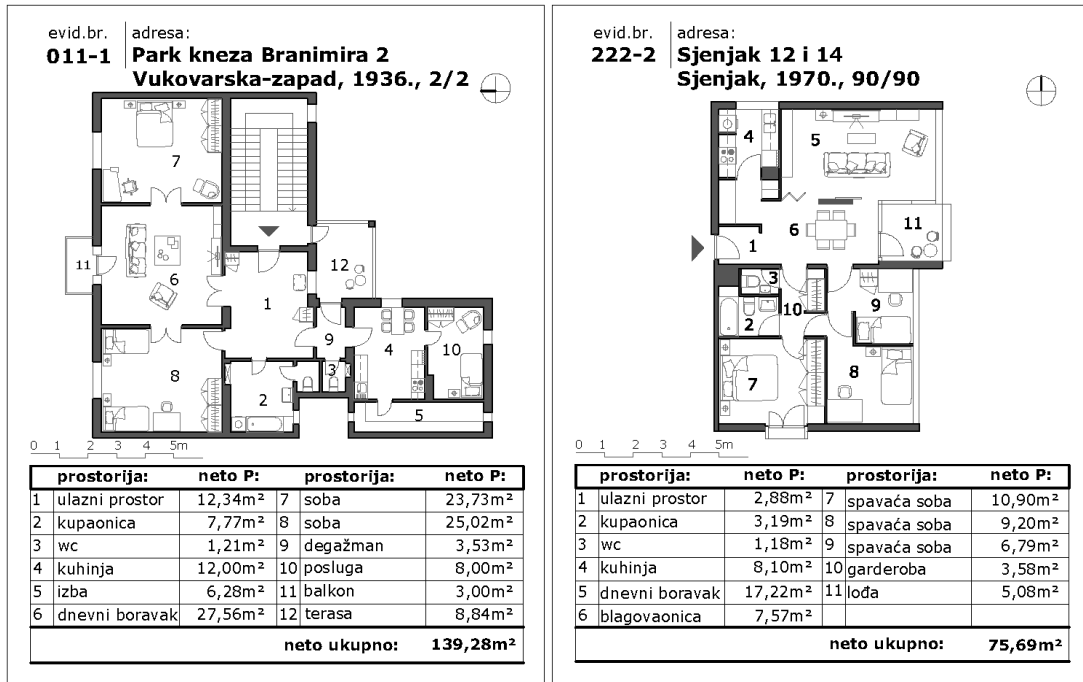 evid.br. adresa:
011-1 Park kneza Branimira 2
Vukovarska-zapad, 1936., 2/2
7
11
6
12
1
8
9
4
10
3
2
5
0 1 2 3 4 5m
prostorija: neto P: prostorija: neto P:
1 ulazni prostor 12,34m² 7 soba 23,73m²
2 kupaonica 7,77m² 8 soba 25,02m²
3 wc 1,21m² 9 degažman 3,53m²
4 kuhinja 12,00m² 10 posluga 8,00m²
5 izba 6,28m² 11 balkon 3,00m²
6 dnevni boravak 27,56m² 12 terasa 8,84m²
neto ukupno: 139,28m²
evid.br. adresa:
222-2 Sjenjak 12 i 14
Sjenjak, 1970., 90/90
4
5
11
6
1
3
10
9
2
7
8
0 1 2 3 4 5m
prostorija: neto P: prostorija: neto P:
1 ulazni prostor 2,88m² 7 spavaća soba 10,90m²
2 kupaonica 3,19m² 8 spavaća soba 9,20m²
3 wc 1,18m² 9 spavaća soba 6,79m²
4 kuhinja 8,10m² 10 garderoba 3,58m²
5 dnevni boravak 17,22m² 11 lođa 5,08m²
6 blagovaonica 7,57m²
neto ukupno: 75,69m²